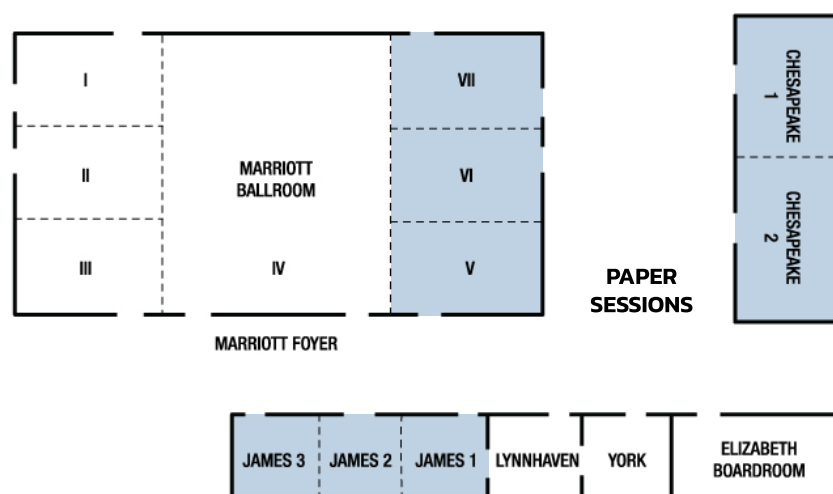 I
VII
CHESAPEAKE
1
MARRIOTT
BALLROOM
II
VI
CHESAPEAKE
2
III
IV
V
PAPER
SESSIONS
MARRIOTT FOYER
JAMES 3
JAMES 2
JAMES 1
LYNNHAVEN
YORK
ELIZABETH
BOARDROOM